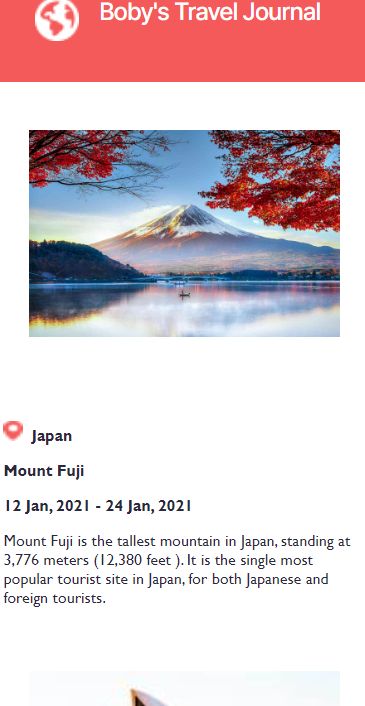 Boby's Travel Journal
Japan
Mount Fuji
12 Jan, 2021 - 24 Jan, 2021
Mount Fuji is the tallest mountain in Japan, standing at
3,776 meters (12,380 feet ). It is the single most
popular tourist site in Japan, for both Japanese and
foreign tourists.